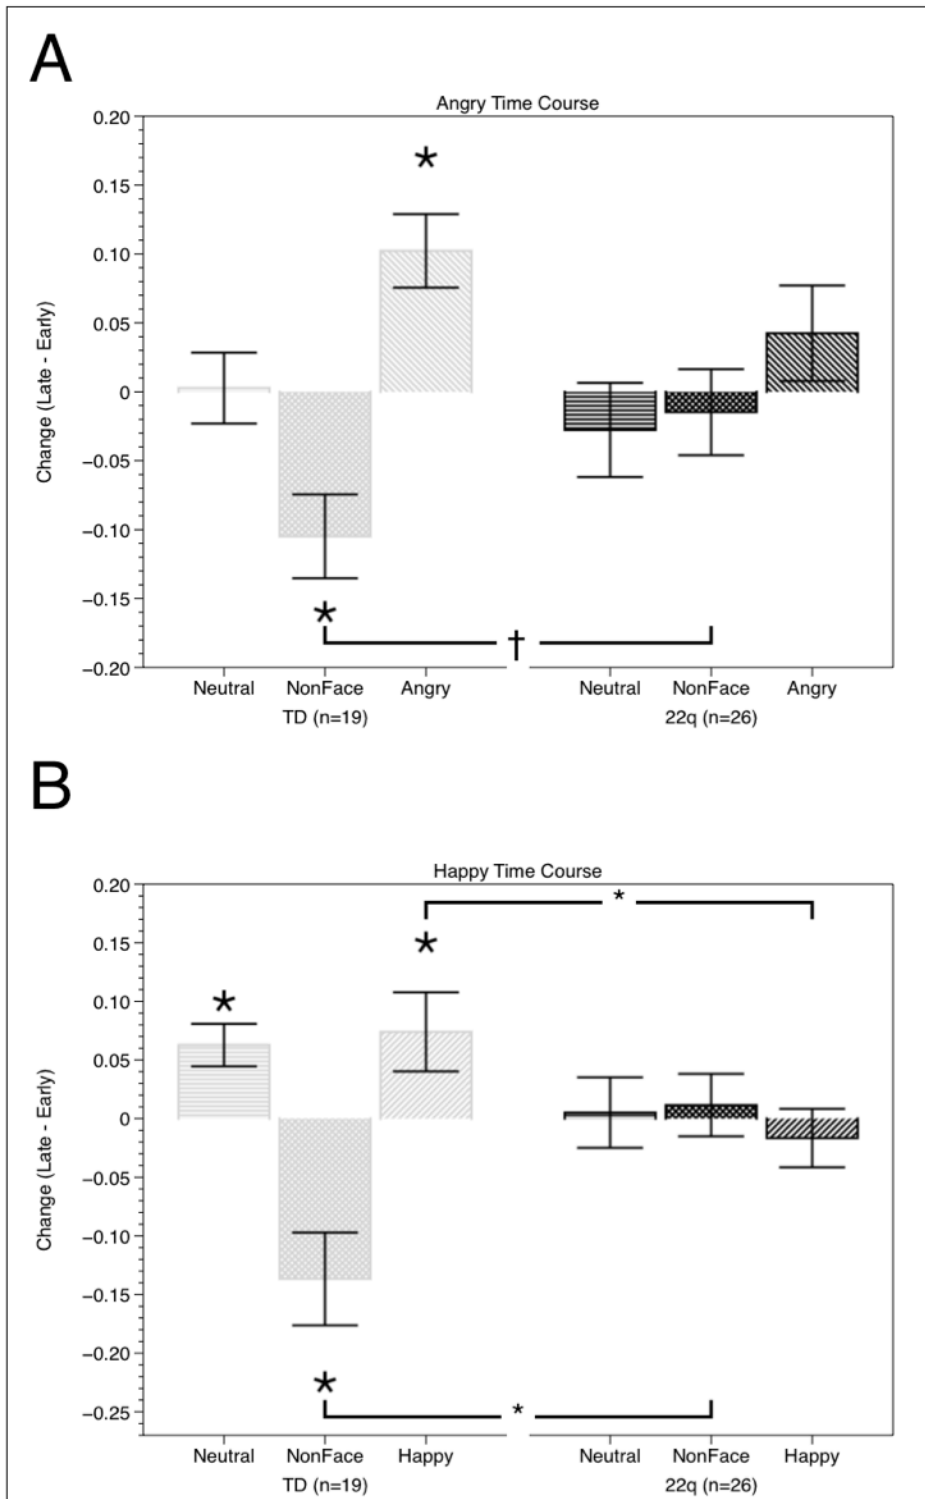 A
Angry Time Course
0.20
0.15
*
0.10
0.05
0
−0.05
−0.10
−0.15
−0.20
Change (Late - Early)
*
†
Neutral NonFace Angry Neutral NonFace Angry
TD (n=19) 22q (n=26)
B
Happy Time Course
0.20
*
0.15
*
0.10
*
0.05
0
−0.05
−0.10
−0.15
−0.20
−0.25
Change (Late - Early)
*
*
Neutral NonFace Happy Neutral NonFace Happy
TD (n=19) 22q (n=26)